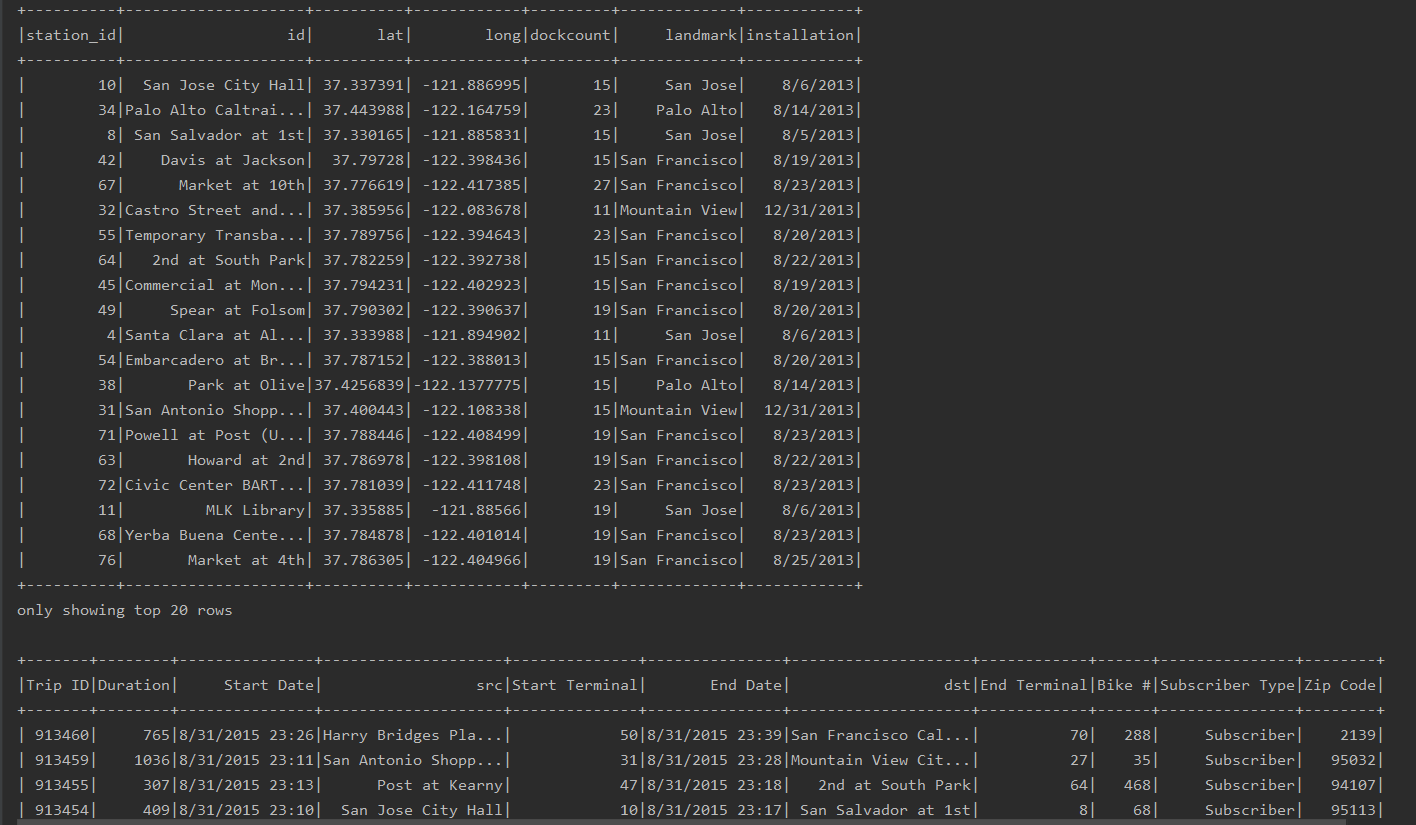 +----------+--------------------+----------+------------+---------+-------------+------------+
|station_id|                  id|       lat|        long|dockcount|     landmark|installation|
+----------+--------------------+----------+------------+---------+-------------+------------+
|        10|  San Jose City Hall| 37.337391| -121.886995|       15|     San Jose|    8/6/2013|
|        34|Palo Alto Caltrai...| 37.443988| -122.164759|       23|    Palo Alto|   8/14/2013|
|         8| San Salvador at 1st| 37.330165| -121.885831|       15|     San Jose|    8/5/2013|
|        42|    Davis at Jackson|  37.79728| -122.398436|       15|San Francisco|   8/19/2013|
|        67|      Market at 10th| 37.776619| -122.417385|       27|San Francisco|   8/23/2013|
|        32|Castro Street and...| 37.385956| -122.083678|       11|Mountain View|  12/31/2013|
|        55|Temporary Transba...| 37.789756| -122.394643|       23|San Francisco|   8/20/2013|
|        64|   2nd at South Park| 37.782259| -122.392738|       15|San Francisco|   8/22/2013|
|        45|Commercial at Mon...| 37.794231| -122.402923|       15|San Francisco|   8/19/2013|
|        49|     Spear at Folsom| 37.790302| -122.390637|       19|San Francisco|   8/20/2013|
|         4|Santa Clara at Al...| 37.333988| -121.894902|       11|     San Jose|    8/6/2013|
|        54|Embarcadero at Br...| 37.787152| -122.388013|       15|San Francisco|   8/20/2013|
|        38|       Park at Olive|37.4256839|-122.1377775|       15|    Palo Alto|   8/14/2013|
|        31|San Antonio Shopp...| 37.400443| -122.108338|       15|Mountain View|  12/31/2013|
|        71|Powell at Post (U...| 37.788446| -122.408499|       19|San Francisco|   8/23/2013|
|        63|       Howard at 2nd| 37.786978| -122.398108|       19|San Francisco|   8/22/2013|
|        72|Civic Center BART...| 37.781039| -122.411748|       23|San Francisco|   8/23/2013|
|        11|         MLK Library| 37.335885|  -121.88566|       19|     San Jose|    8/6/2013|
|        68|Yerba Buena Cente...| 37.784878| -122.401014|       19|San Francisco|   8/23/2013|
|        76|       Market at 4th| 37.786305| -122.404966|       19|San Francisco|   8/25/2013|
+----------+--------------------+----------+------------+---------+-------------+------------+
only showing top 20 rows
+-------+--------+---------------+--------------------+--------------+---------------+--------------------+------------+------+---------------+--------+
|Trip ID|Duration|     Start Date|                 src|Start Terminal|       End Date|                 dst|End Terminal|Bike #|Subscriber Type|Zip Code|
+-------+--------+---------------+--------------------+--------------+---------------+--------------------+------------+------+---------------+--------+
| 913460|     765|8/31/2015 23:26|Harry Bridges Pla...|            50|8/31/2015 23:39|San Francisco Cal...|          70|   288|     Subscriber|    2139|
| 913459|    1036|8/31/2015 23:11|San Antonio Shopp...|            31|8/31/2015 23:28|Mountain View Cit...|          27|    35|     Subscriber|   95032|
| 913455|     307|8/31/2015 23:13|      Post at Kearny|            47|8/31/2015 23:18|   2nd at South Park|          64|   468|     Subscriber|   94107|
| 913454|     409|8/31/2015 23:10|  San Jose City Hall|            10|8/31/2015 23:17| San Salvador at 1st|           8|    68|     Subscriber|   95113|